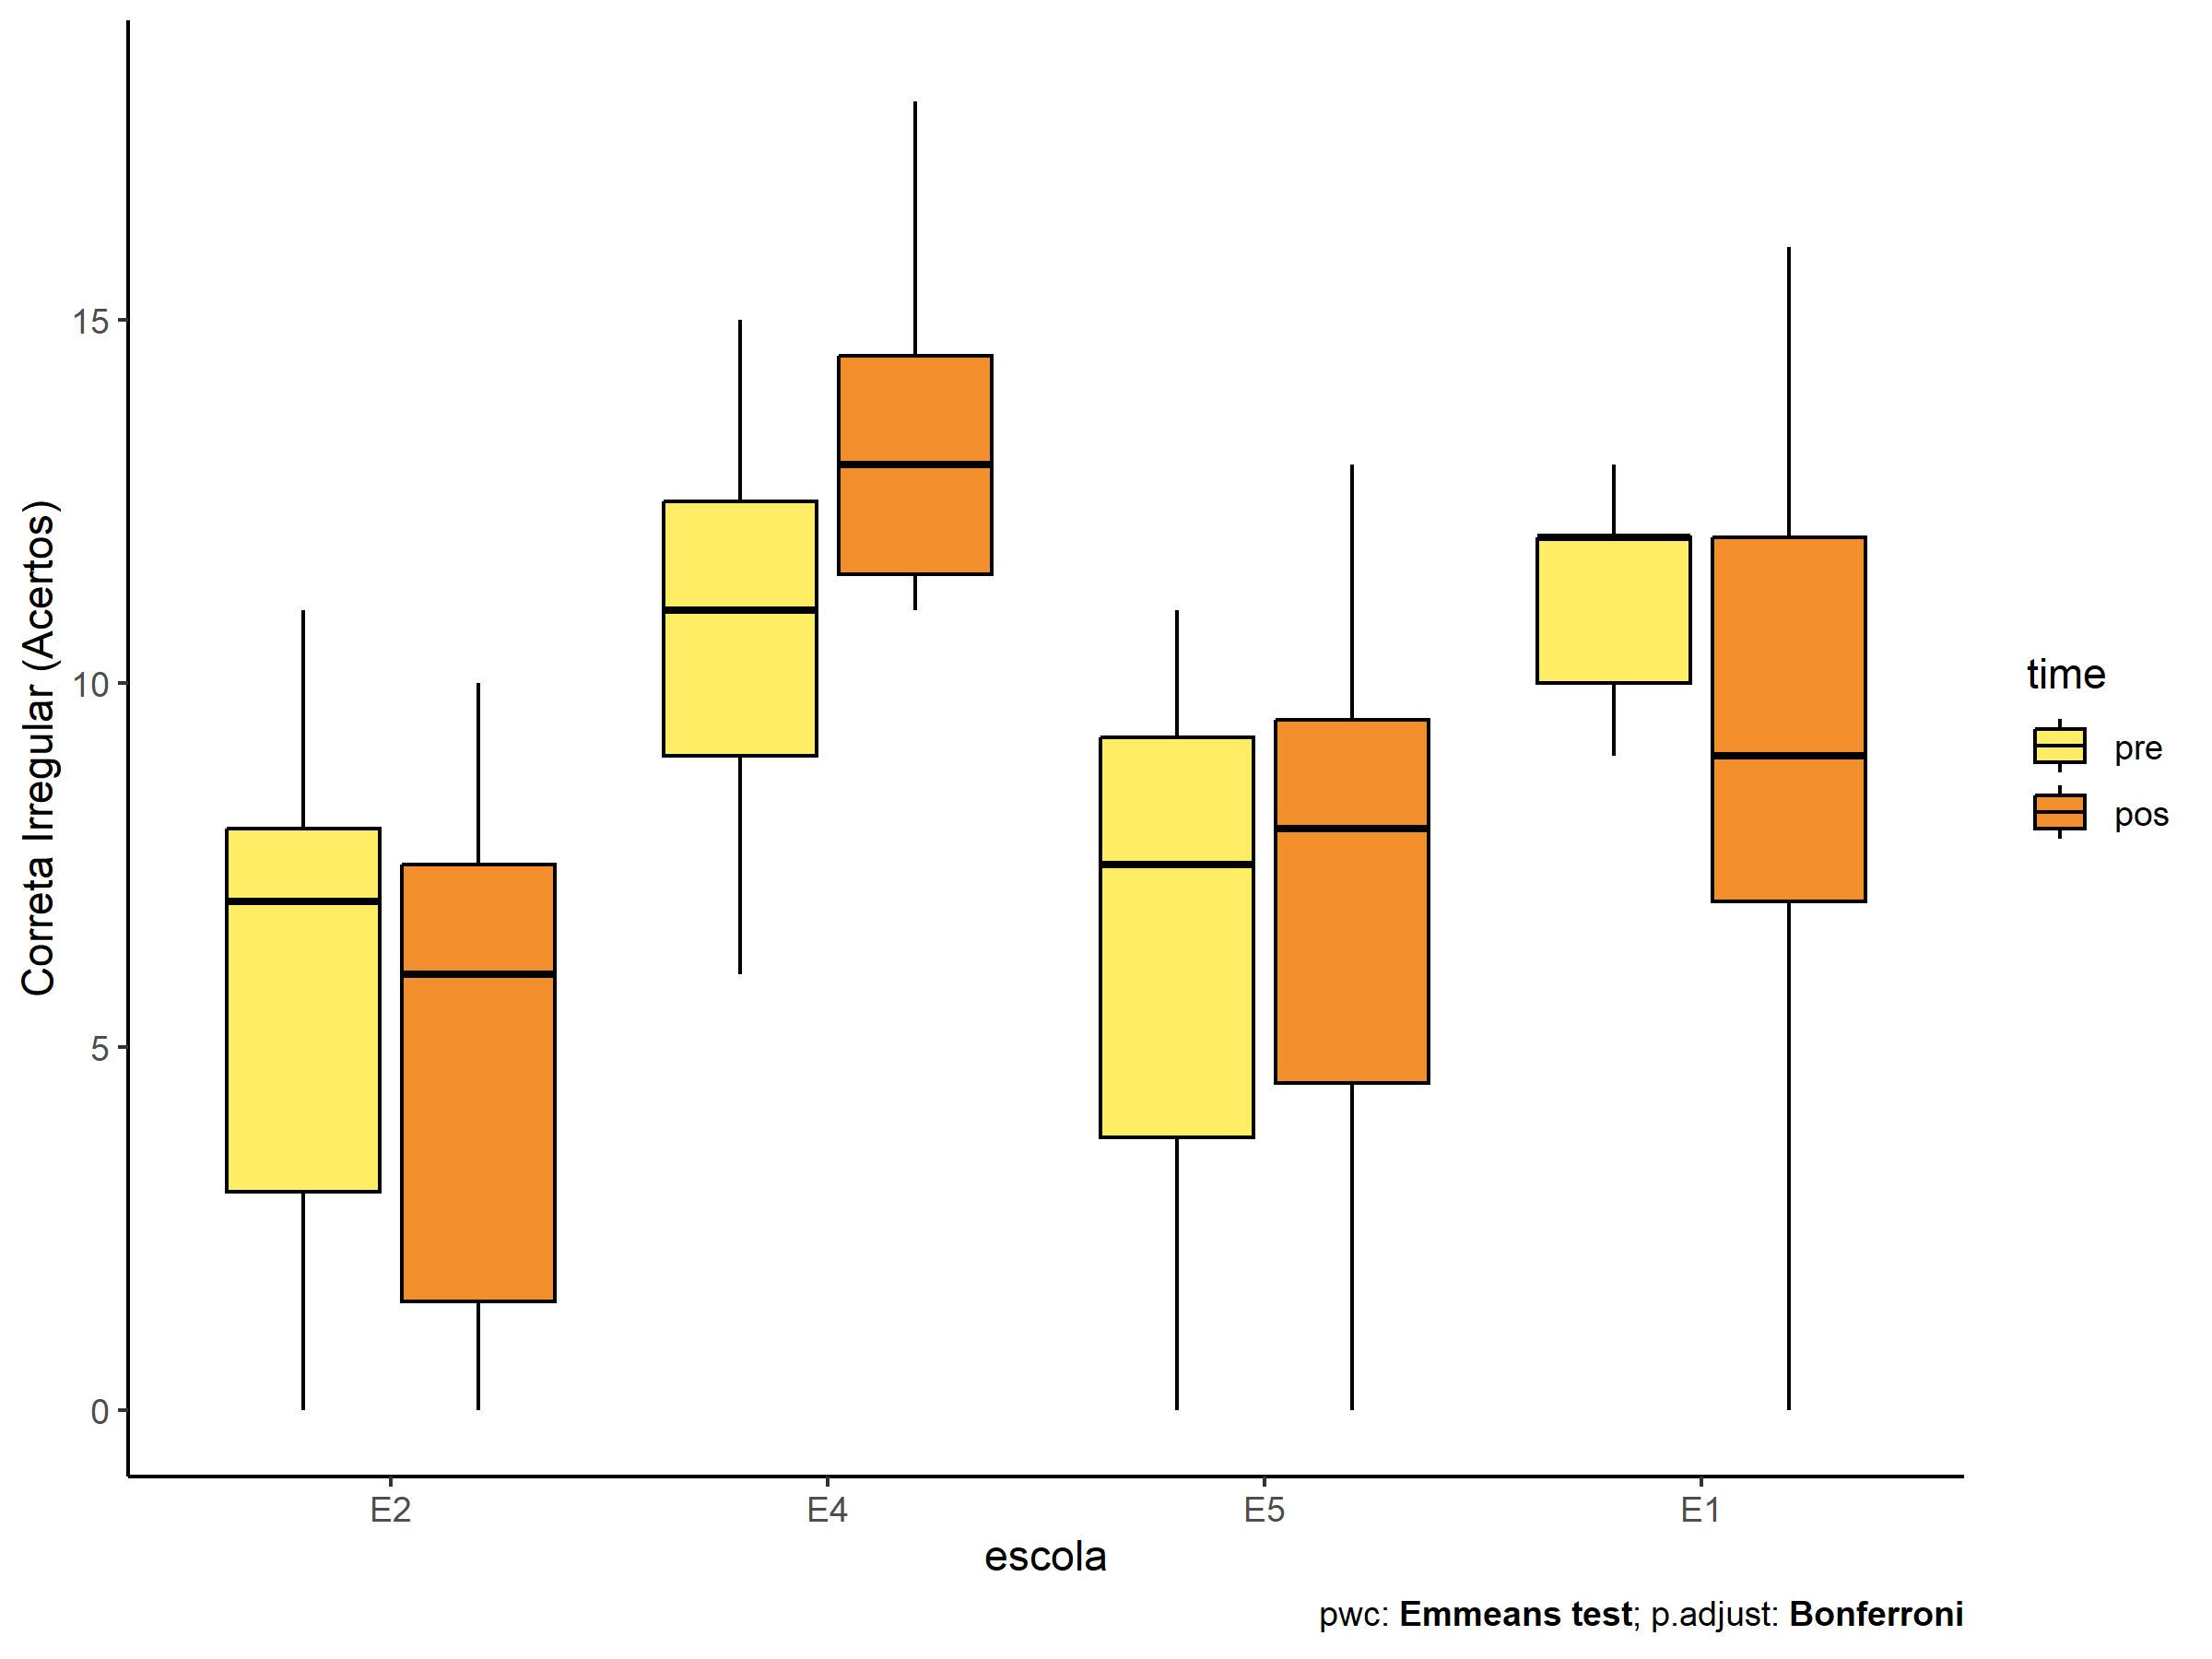 Correta Irregular (Acertos)
15
10
5
0
E2
E4
E5
E1
escola
time
pre
pos
pwc: Emmeans test; p.adjust: Bonferroni